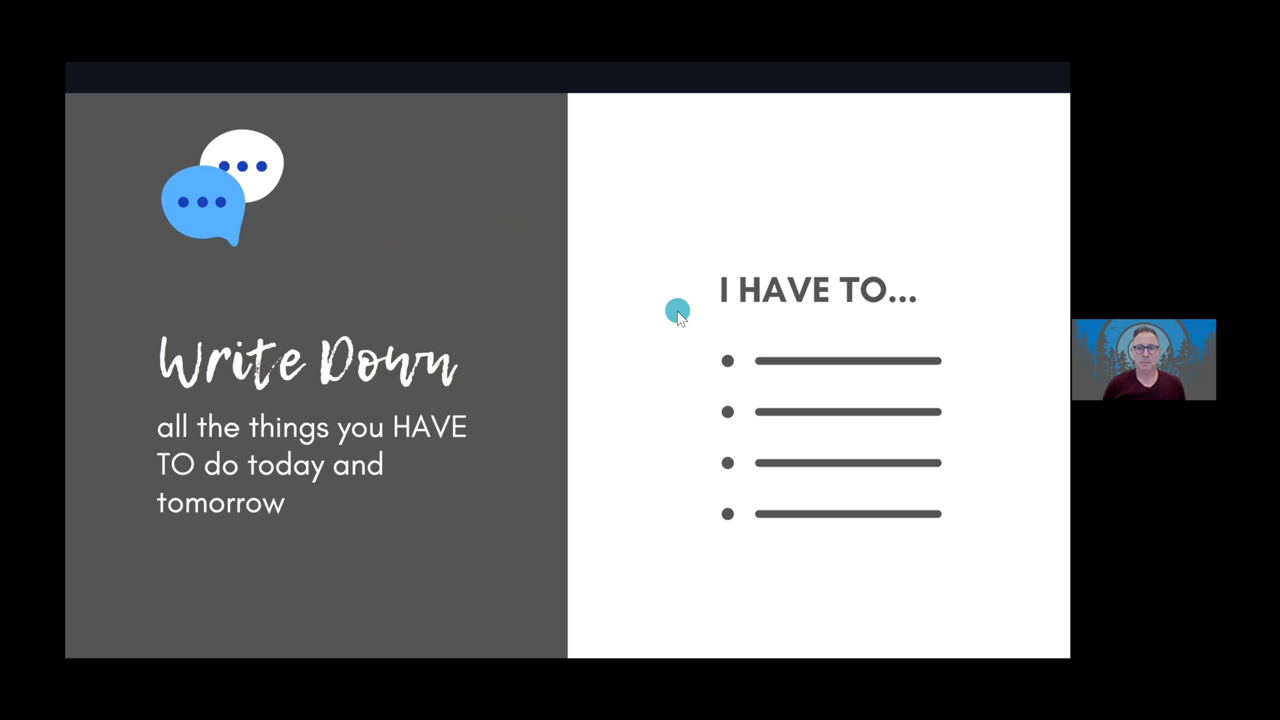 Write Down
all the things you HAVE
TO do today and
tomorrow
I HAVE TO...